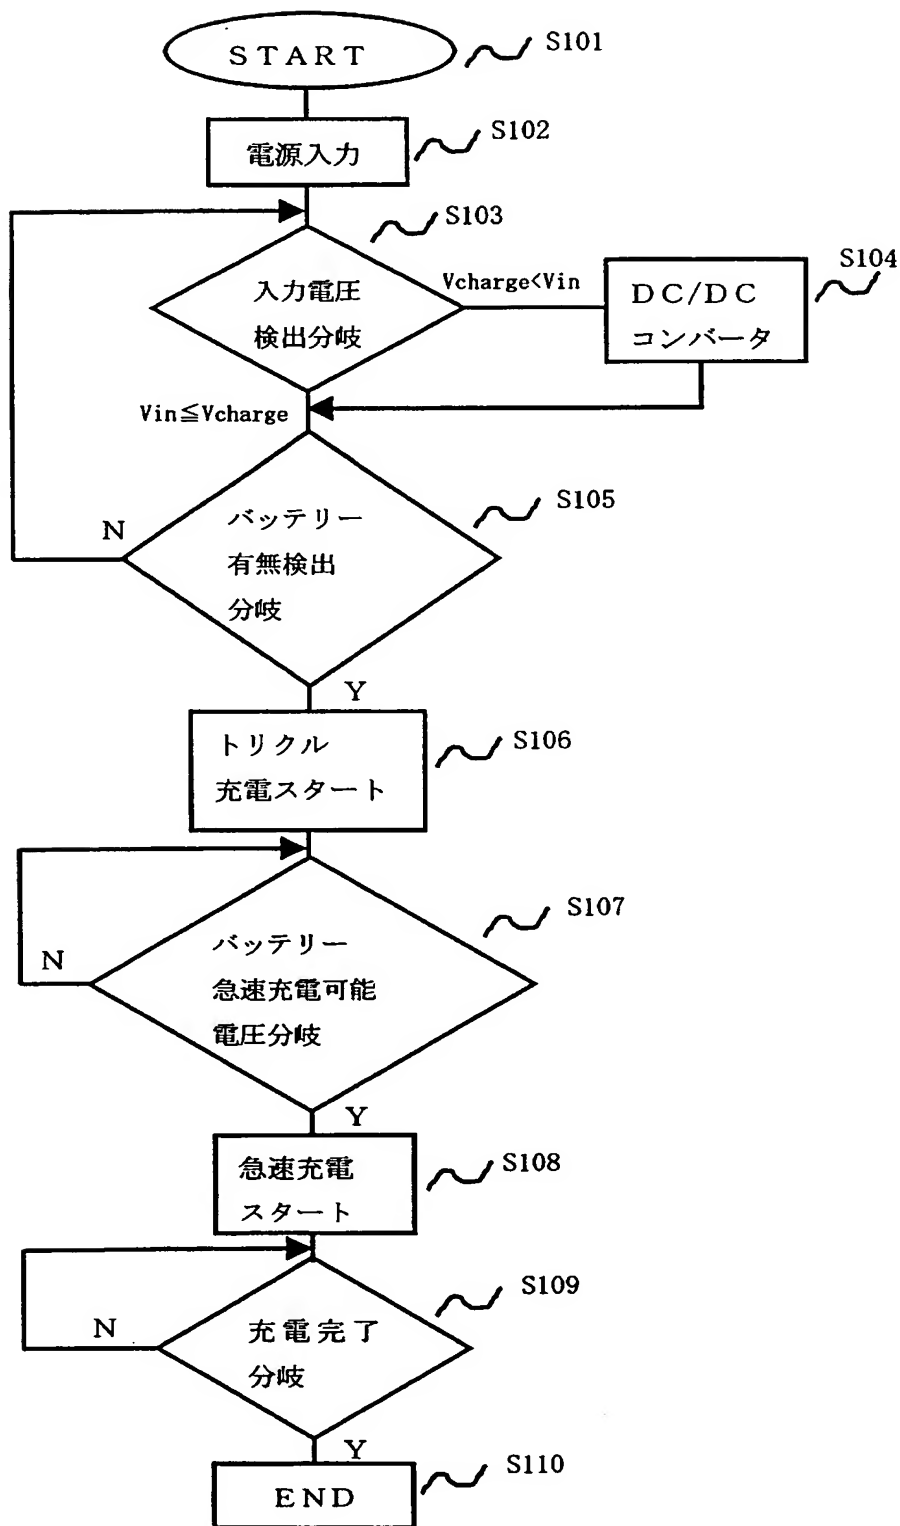 START
S101
電源入力
S102
S103
入力電圧
検出分岐
Vcharge<Vin
DC/DC
コンバータ
S104
Vin≦Vcharge
バッテリー
有無検出
分岐
S105
N
Y
トリクル
充電スタート
S106
バッテリー
急速充電可能
電圧分岐
S107
N
Y
急速充電
スタート
S108
充電完了
分岐
S109
N
Y
END
S110